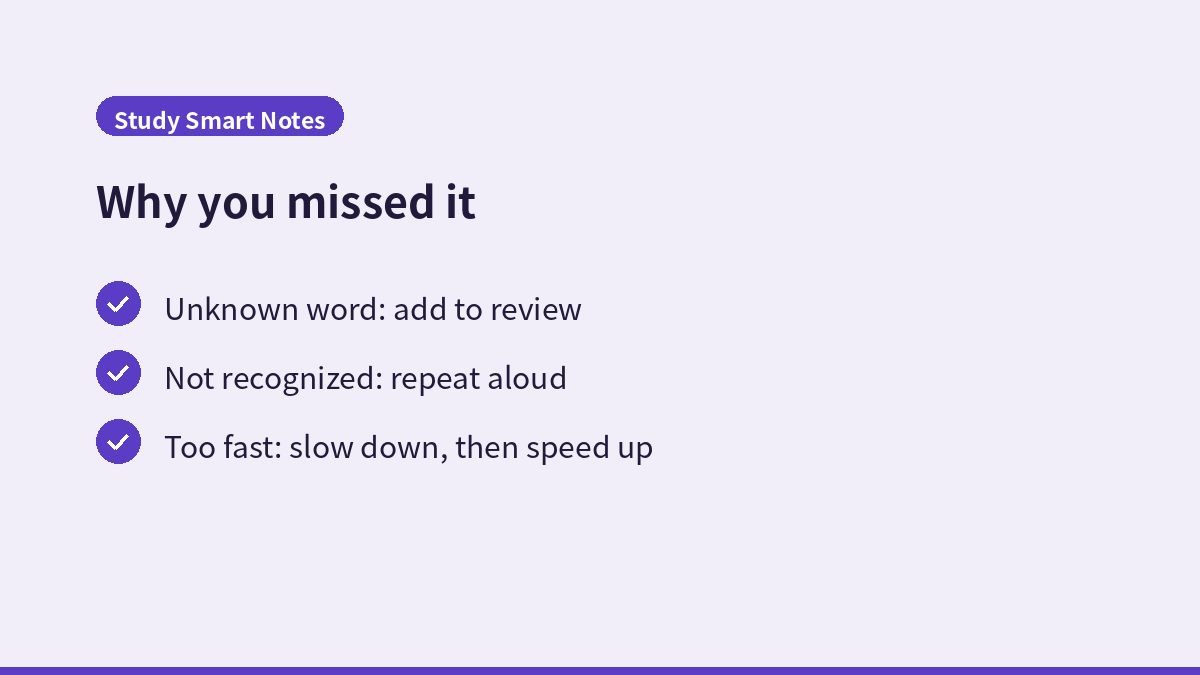 Study Smart Notes
Why you missed it
Unknown word: add to review
Not recognized: repeat aloud
Too fast: slow down, then speed up